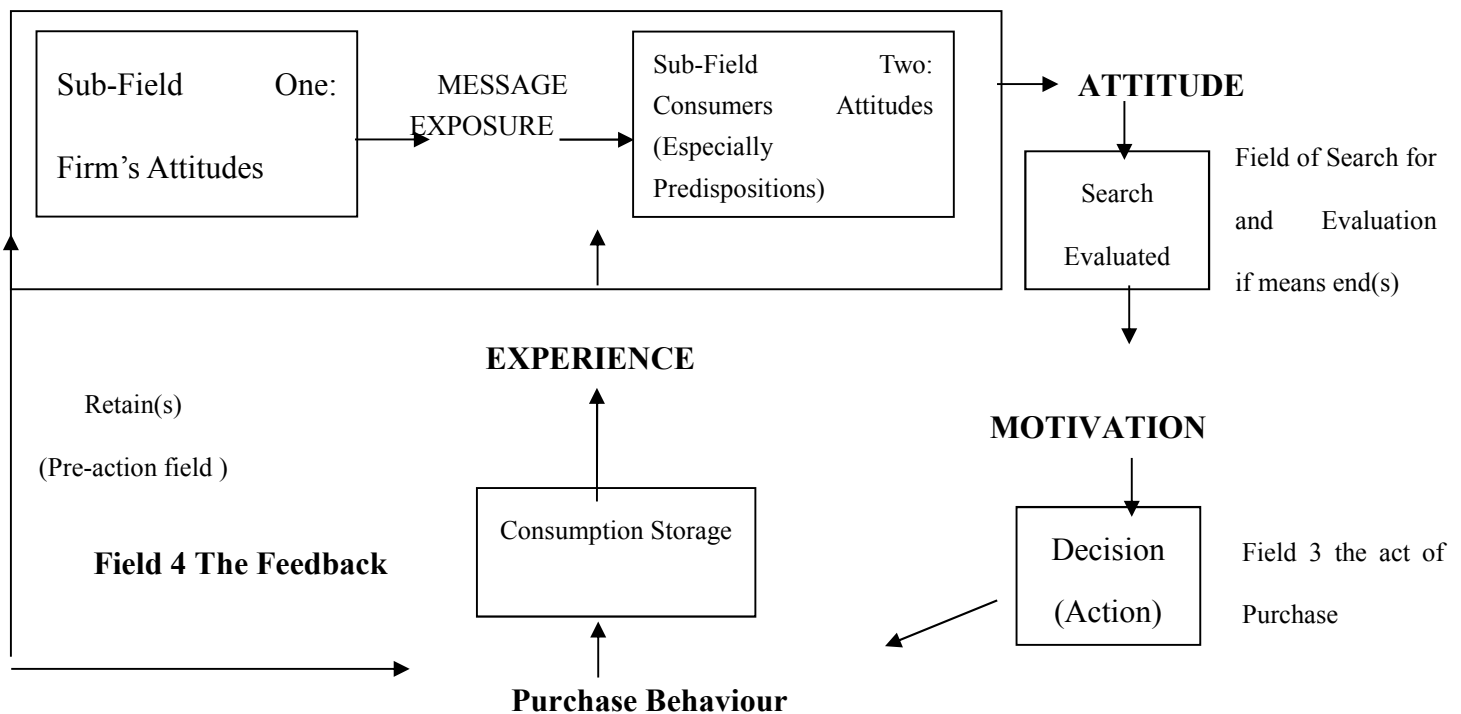 Sub-Field One:
Firm’s Attitudes
MESSAGE
EXPOSURE
Sub-Field Two:
Consumers Attitudes
(Especially
Predispositions)
ATTITUDE
Search
Evaluated
Field of Search for
and Evaluation
if means end(s)
EXPERIENCE
Retain(s)
(Pre-action field )
MOTIVATION
Consumption Storage
Field 4 The Feedback
Decision
(Action)
Field 3 the act of
Purchase
Purchase Behaviour